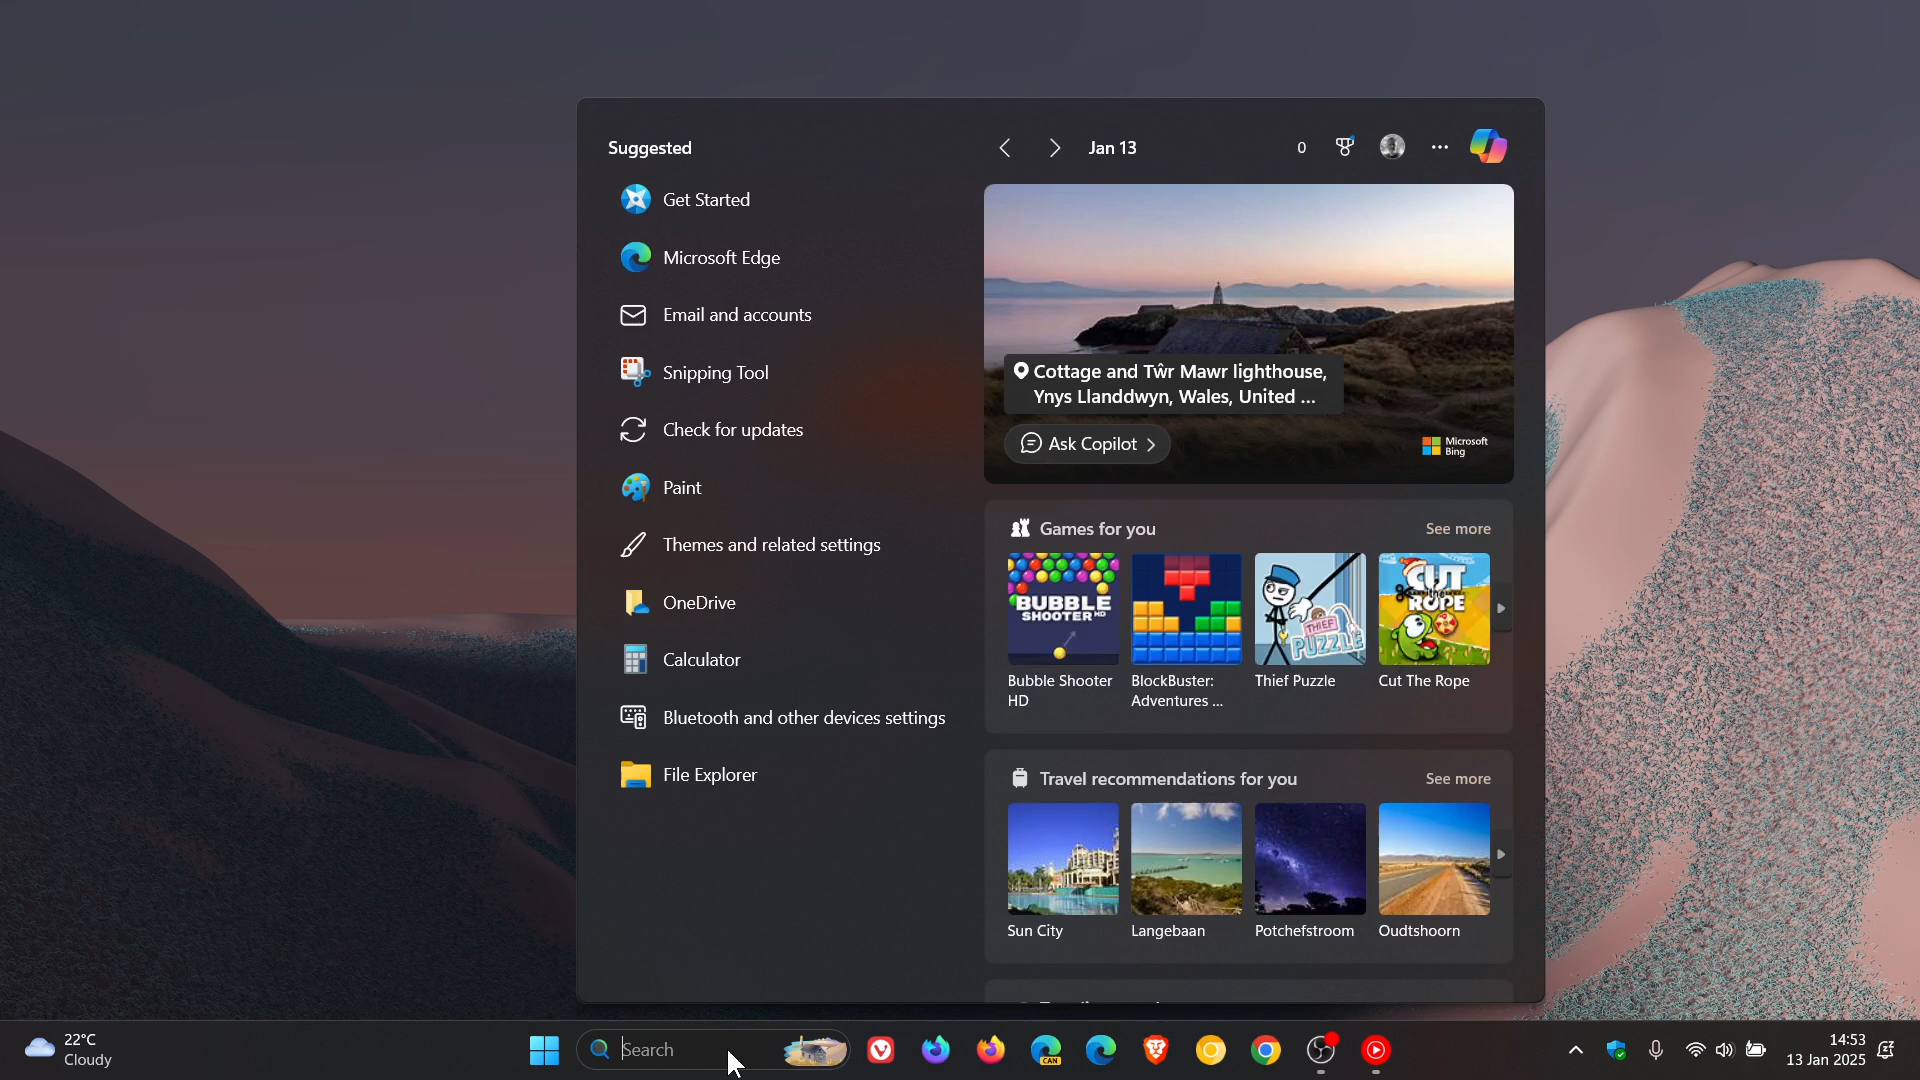 Suggested
Get Started
Microsoft Edge
Email and accounts
Snipping Tool
Check for updates
Paint
Themes and related settings
OneDrive
Calculator
Bluetooth and other devices settings
File Explorer
Jan 13
0
Cottage and Tŵr Mawr lighthouse,
Ynys Llanddwyn, Wales, United ...
Ask Copilot
Microsoft
Bing
Games for you
See more
BUBBLE
SHOOTER HD
THIEF
PUZZLE
CUT
the
ROPE
Bubble Shooter
HD
BlockBuster:
Adventures ...
Thief Puzzle
Cut The Rope
Travel recommendations for you
See more
Sun City
Langebaan
Potchefstroom
Oudtshoorn
22°C
Cloudy
Search
CAN
14:53
13 Jan 2025